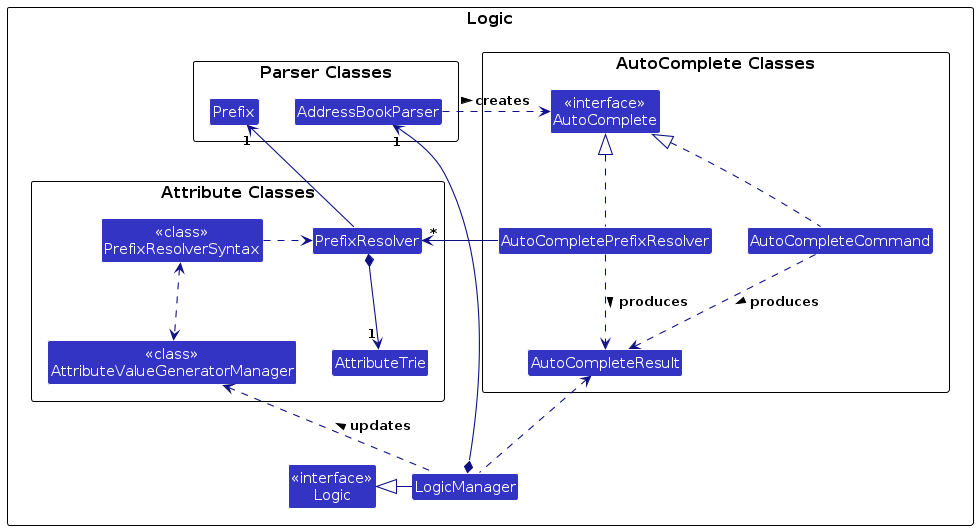 Logic
Parser Classes
AutoComplete Classes
Prefix
AddressBookParser
creates
«interface»
AutoComplete
1
1
Attribute Classes
«class»
PrefixResolverSyntax
PrefixResolver
*
AutoCompletePrefixResolver
AutoCompleteCommand
produces
produces
1
«class»
AttributeValueGeneratorManager
AttributeTrie
AutoCompleteResult
updates
«interface»
Logic
LogicManager